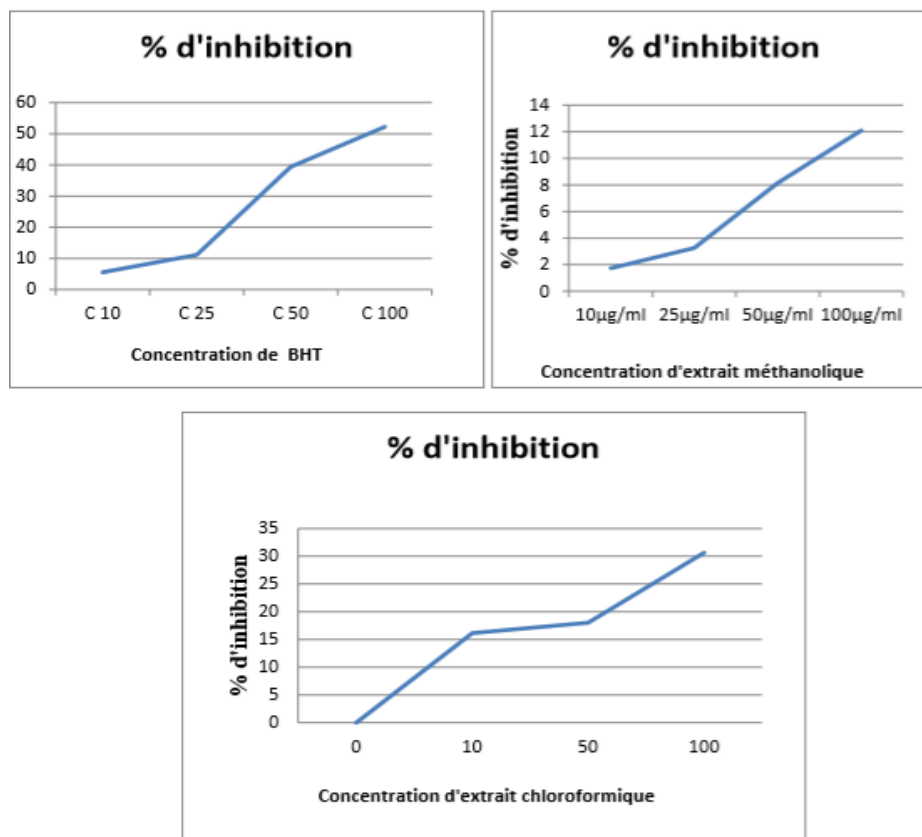 % d'inhibition
60
50
40
30
20
10
0
C 10 C 25 C 50 C 100
Concentration de BHT
% d'inhibition
% d'inhibition
14
12
10
8
6
4
2
0
10µg/ml 25µg/ml 50µg/ml 100µg/ml
Concentration d'extrait méthanolique
% d'inhibition
% d'inhibition
35
30
25
20
15
10
5
0
0 10 50 100
Concentration d'extrait chloroformique